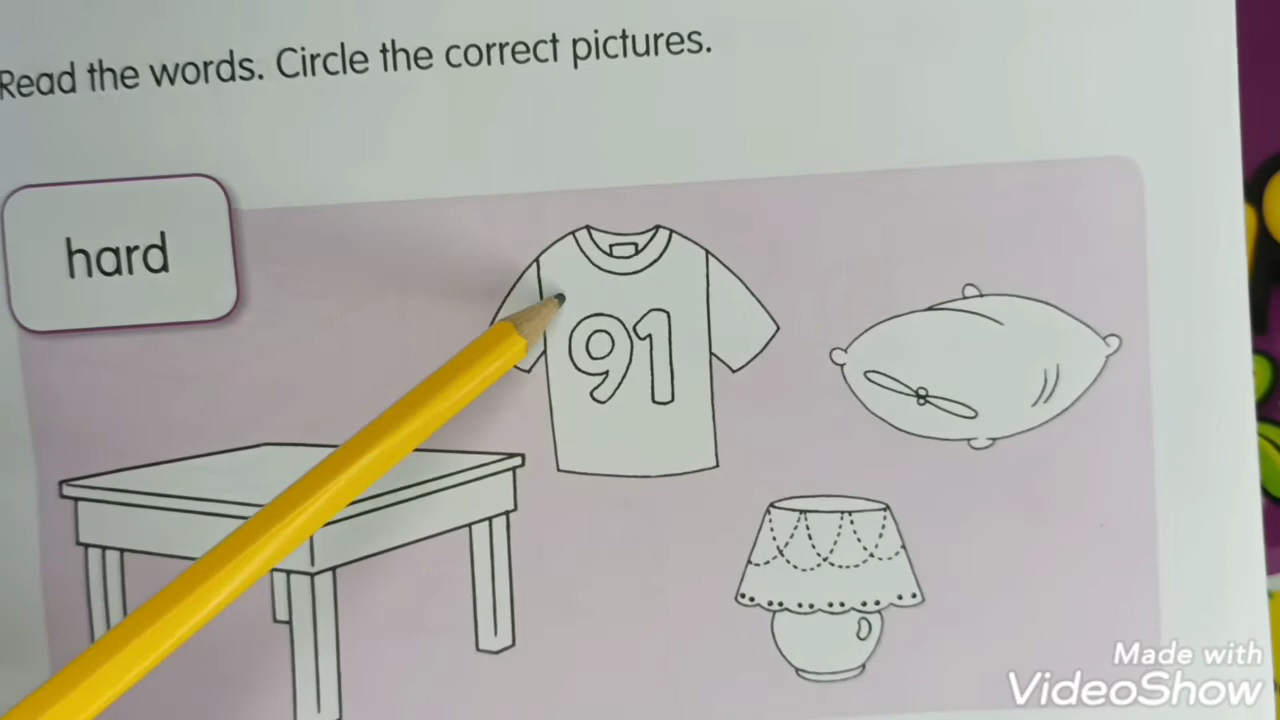 Read the words. Circle the correct pictures.
hard
91
Made with
VideoShow